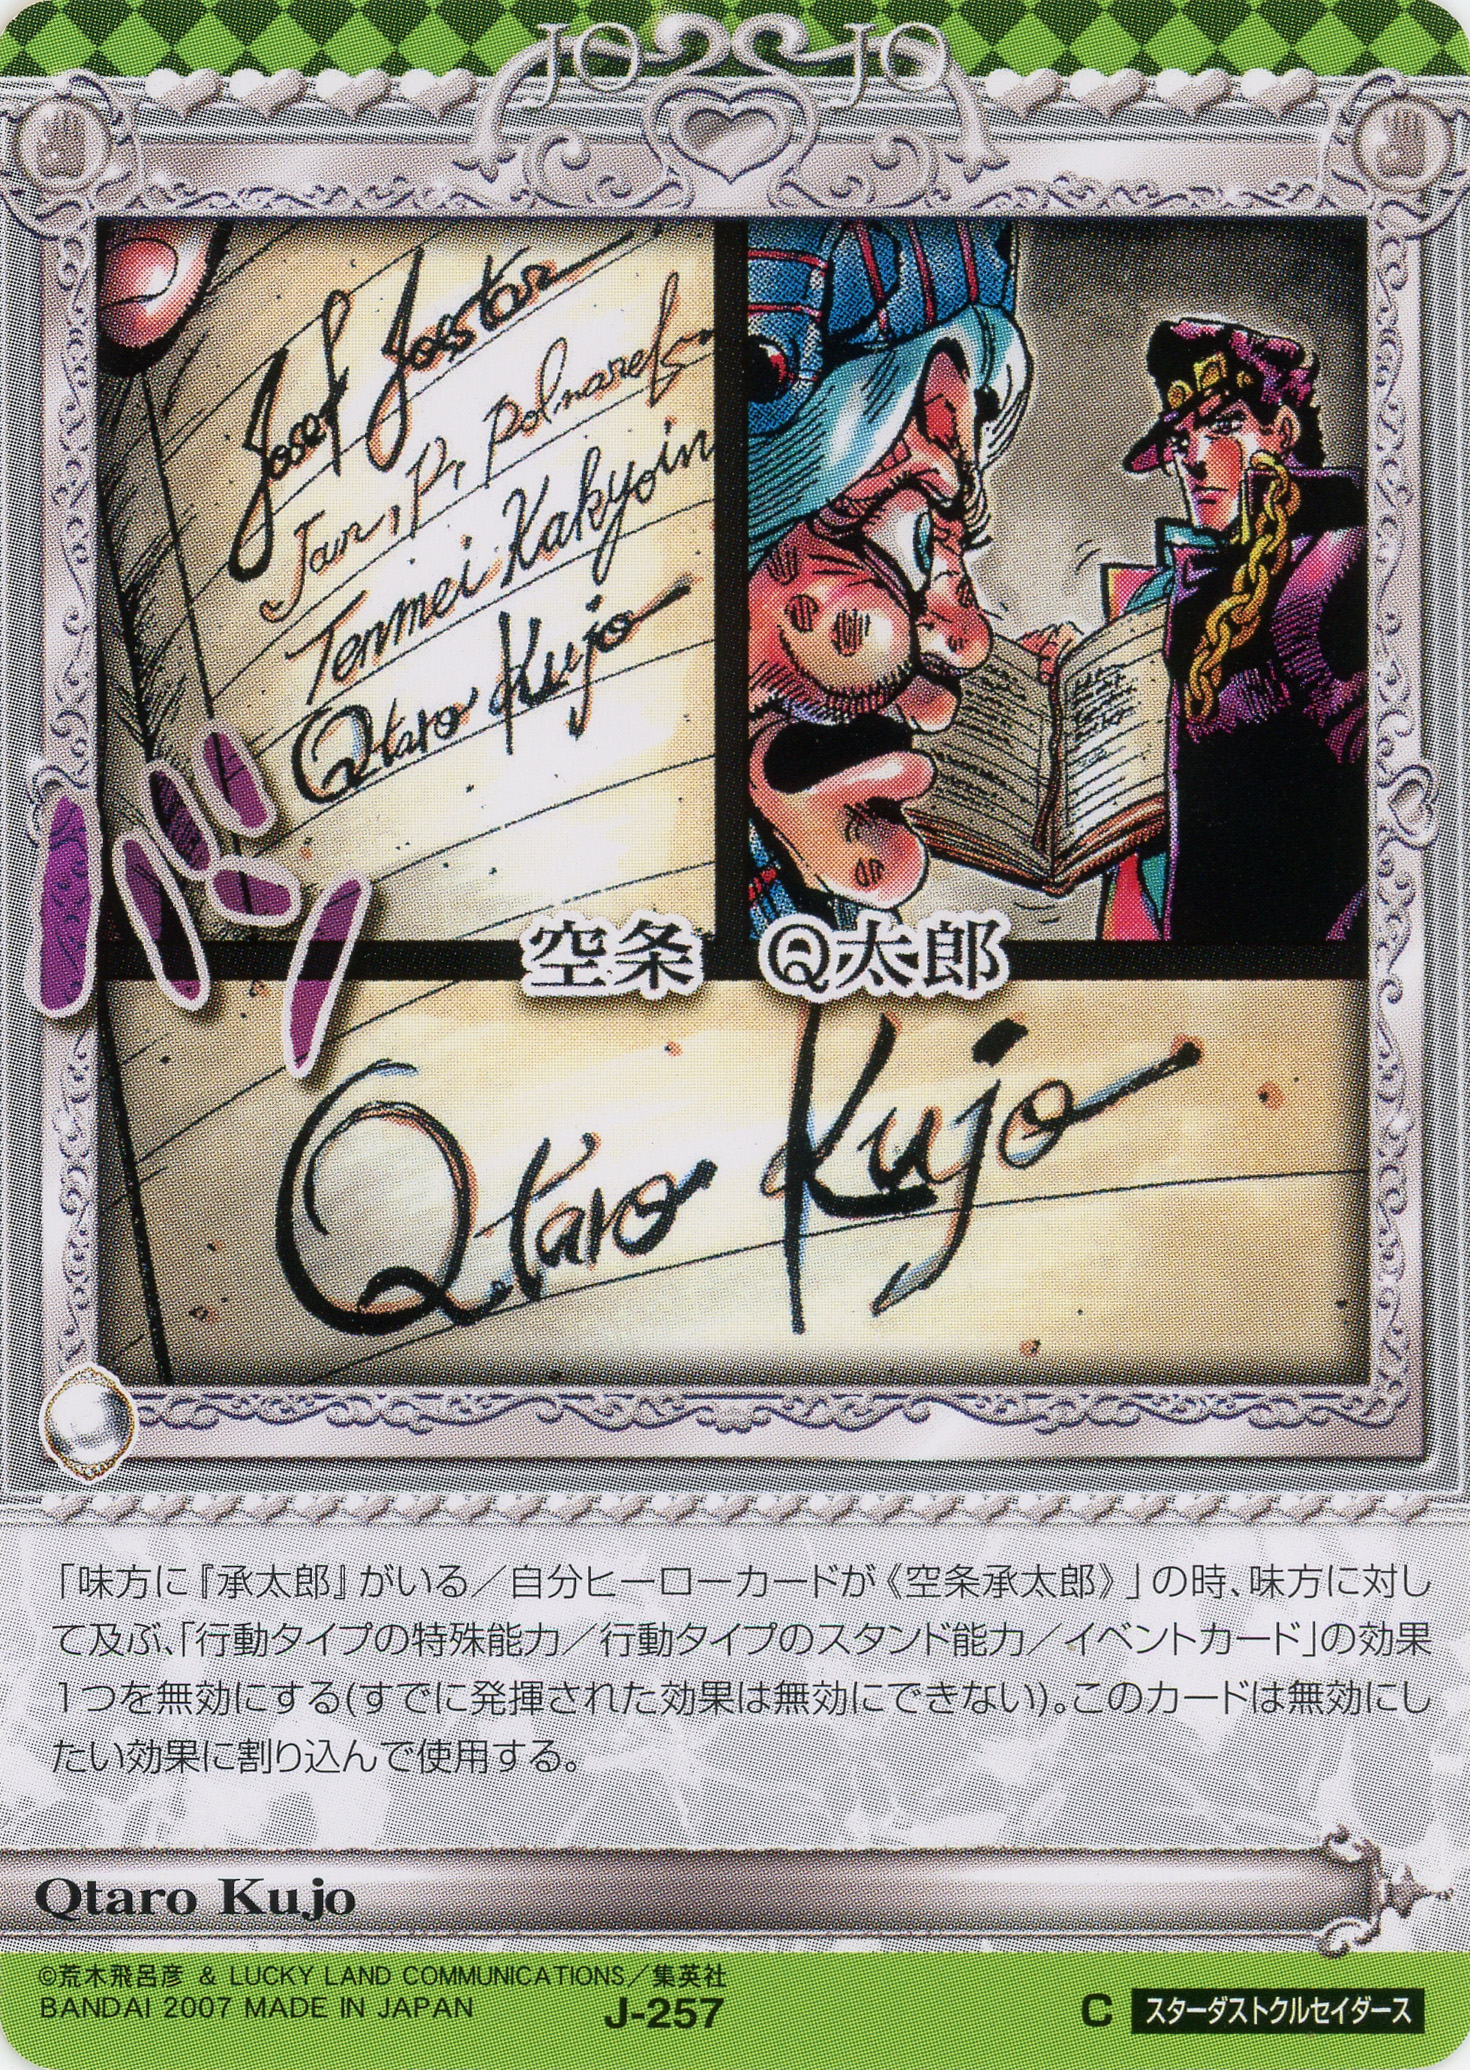 JO JO
Josef Joestar
Jan, P, Polnarefs
Tenmei Kakyoin
Qtaro Kujo
ド
空条 Q太郎
Qtaro Kujo
「味方に『承太郎』がいる／自分ヒーローカードが《空条承太郎》」の時、味方に対し
て及ぶ、「行動タイプの特殊能力／行動タイプのスタンド能力／イベントカード」の効果
1つを無効にする(すでに発揮された効果は無効にできない)。このカードは無効にし
たい効果に割り込んで使用する。
Qtaro Kujo
©荒木飛呂彦 & LUCKY LAND COMMUNICATIONS／集英社
BANDAI 2007 MADE IN JAPAN J-257 C スターダストクルセイダース